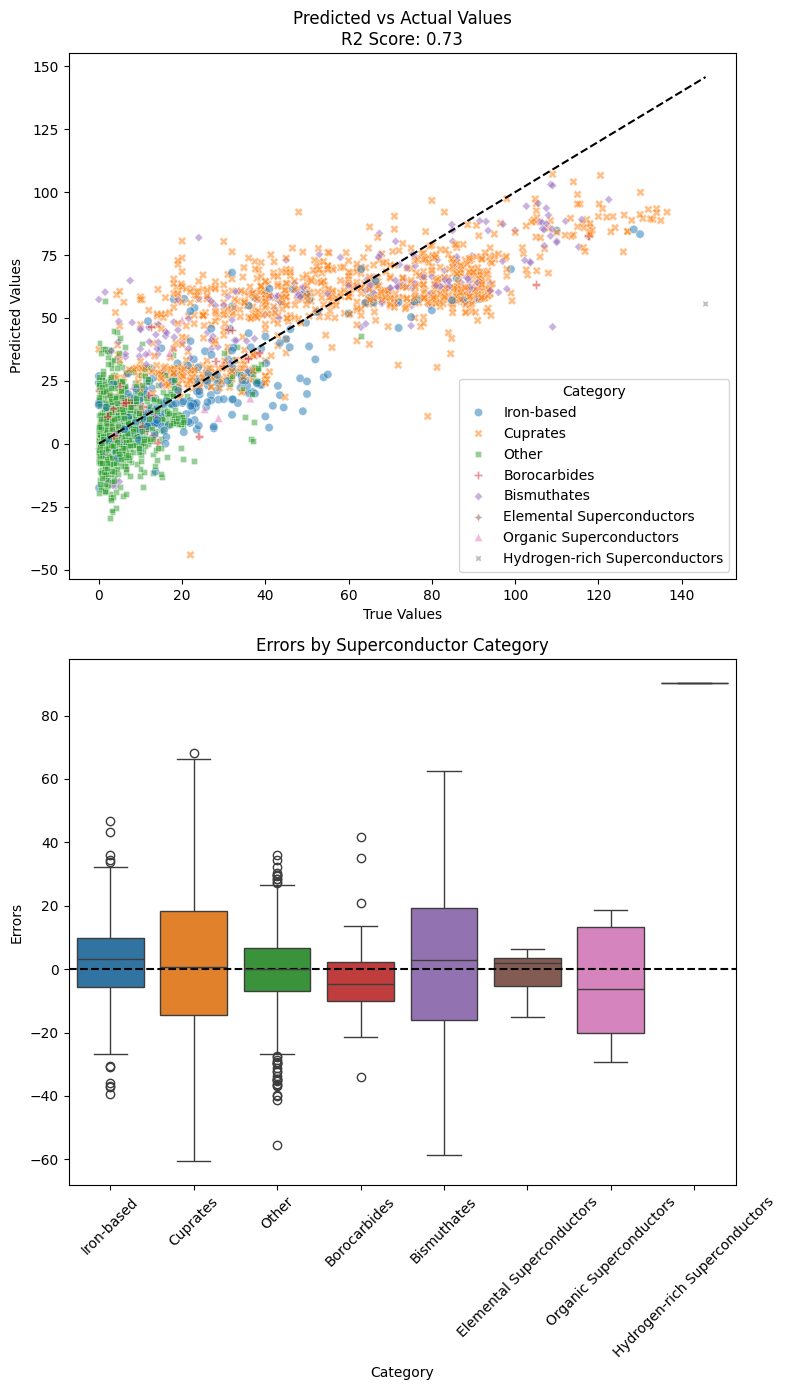 Predicted vs Actual Values
R2 Score: 0.73
150
125
100
75
50
25
0
−25
−50
Predicted Values
Category
Iron-based
Cuprates
Other
Borocarbides
Bismuthates
Elemental Superconductors
Organic Superconductors
Hydrogen-rich Superconductors
0 20 40 60 80 100 120 140
True Values
Errors by Superconductor Category
80
60
40
20
0
−20
−40
−60
Errors
Iron-based
Cuprates
Other
Borocarbides
Bismuthates
Elemental Superconductors
Organic Superconductors
Hydrogen-rich Superconductors
Category